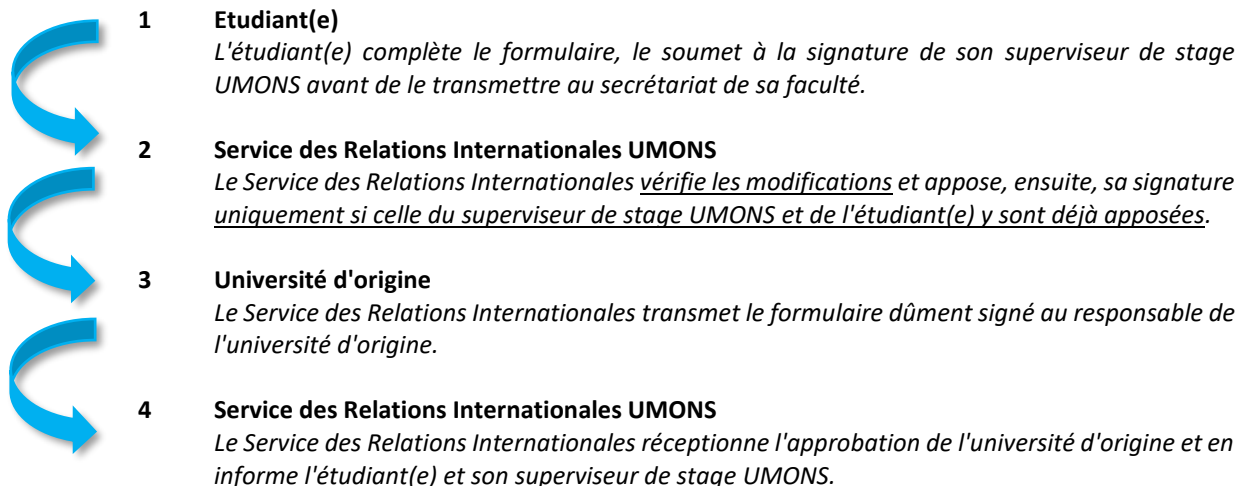 1 Etudiant(e)
L'étudiant(e) complète le formulaire, le soumet à la signature de son superviseur de stage
UMONS avant de le transmettre au secrétariat de sa faculté.
2 Service des Relations Internationales UMONS
Le Service des Relations Internationales vérifie les modifications et appose, ensuite, sa signature
uniquement si celle du superviseur de stage UMONS et de l'étudiant(e) y sont déjà apposées.
3 Université d'origine
Le Service des Relations Internationales transmet le formulaire dûment signé au responsable de
l'université d'origine.
4 Service des Relations Internationales UMONS
Le Service des Relations Internationales réceptionne l'approbation de l'université d'origine et en
informe l'étudiant(e) et son superviseur de stage UMONS.